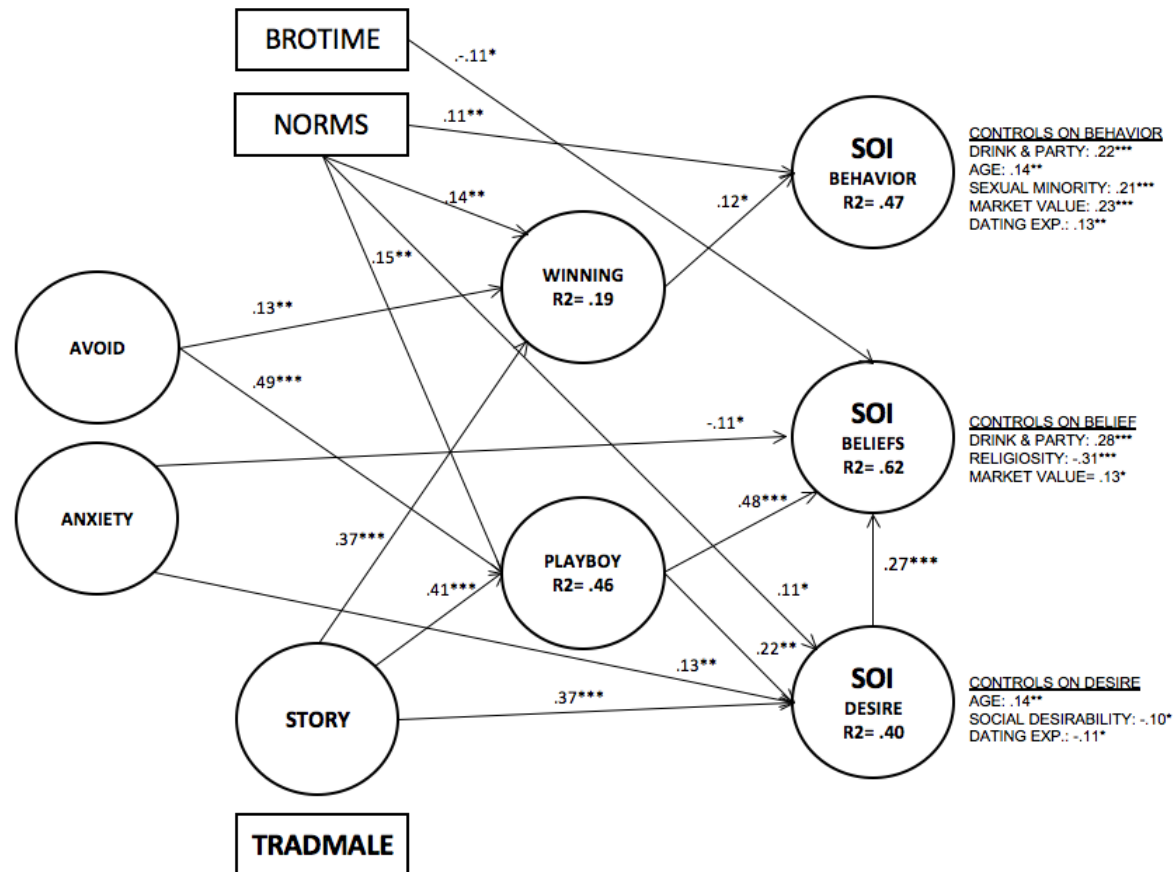 BROTIME
.-.11*
NORMS
.11**
SOI
BEHAVIOR
R2= .47
CONTROLS ON BEHAVIOR
DRINK & PARTY: .22***
AGE: .14**
SEXUAL MINORITY: .21***
MARKET VALUE: .23***
DATING EXP.: .13**
.14**
.12*
.15**
WINNING
R2= .19
.13**
AVOID
.49***
-.11*
SOI
BELIEFS
R2= .62
CONTROLS ON BELIEF
DRINK & PARTY: .28***
RELIGIOSITY: -.31***
MARKET VALUE= .13*
ANXIETY
.37***
.48***
PLAYBOY
R2= .46
.27***
.41***
.11*
.22**
.13**
.37***
STORY
SOI
DESIRE
R2= .40
CONTROLS ON DESIRE
AGE: .14**
SOCIAL DESIRABILITY: -.10*
DATING EXP.: -.11*
TRADMALE